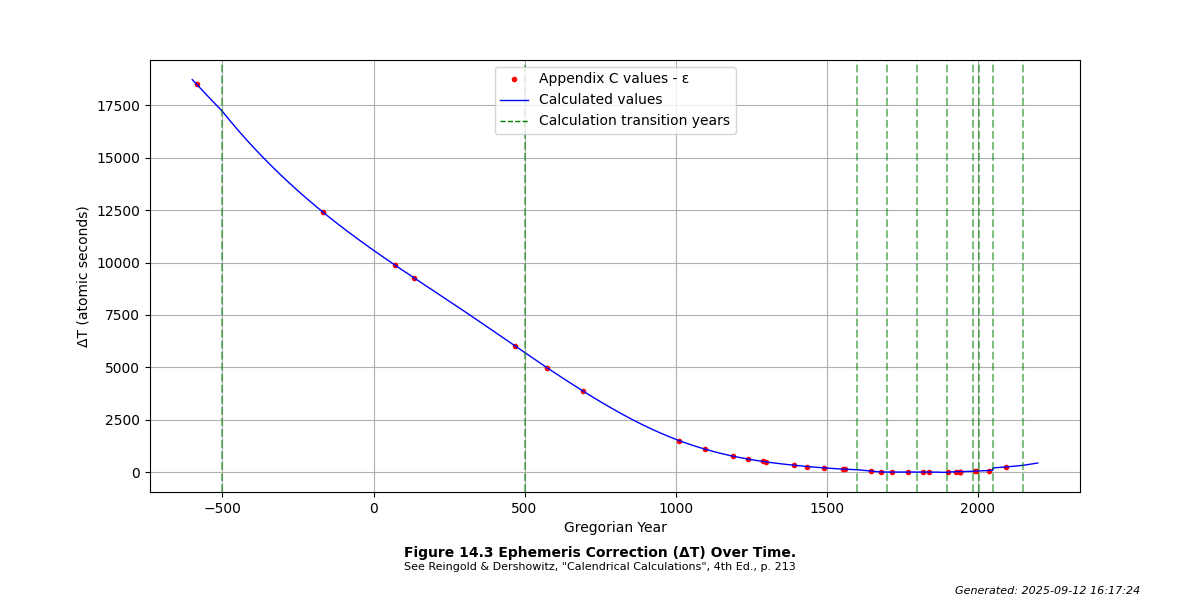 Appendix C values - ε
Calculated values
Calculation transition years
17500
15000
12500
10000
7500
5000
2500
0
ΔT (atomic seconds)
−500 0 500 1000 1500 2000
Gregorian Year
Figure 14.3 Ephemeris Correction (ΔT) Over Time.
See Reingold & Dershowitz, "Calendrical Calculations", 4th Ed., p. 213
Generated: 2025-09-12 16:17:24